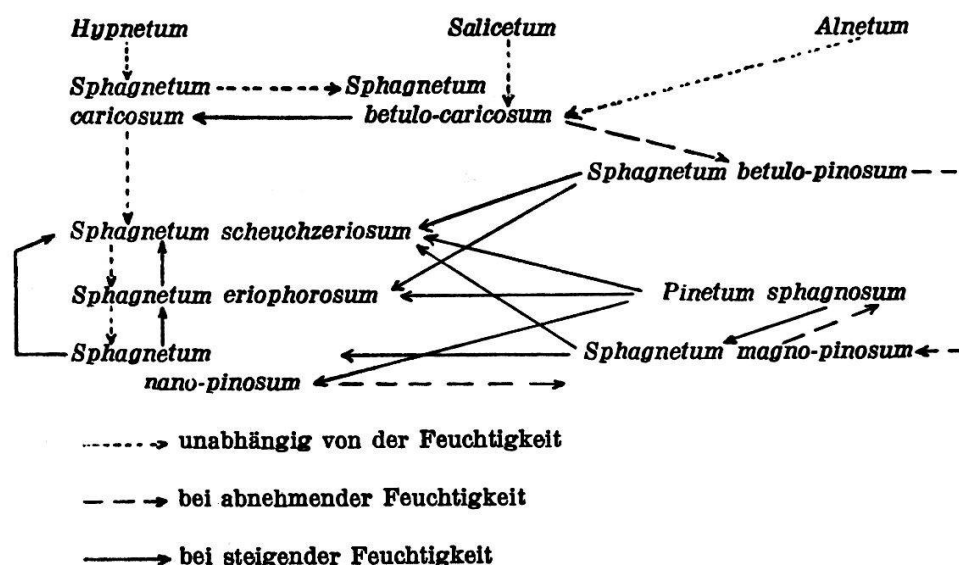 Hypnetum Salicetum Alnetum
Sphagnetum Sphagnetum
caricosum betulo-caricosum
Sphagnetum betulo-pinosum
Sphagnetum scheuchzeriosum
Sphagnetum eriophorosum Pinetum sphagnosum
Sphagnetum Sphagnetum magno-pinosum
nano-pinosum
unabhängig von der Feuchtigkeit
bei abnehmender Feuchtigkeit
bei steigender Feuchtigkeit